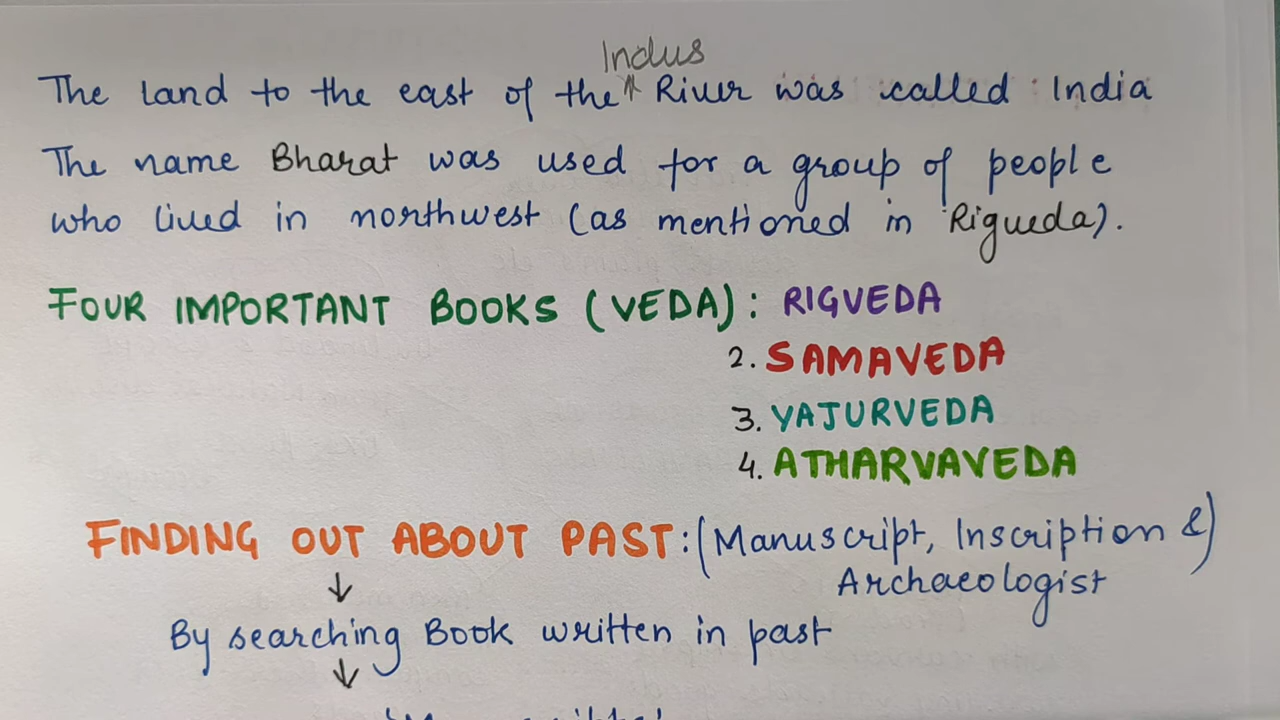 Indus
The land to the east of the ↑ River was called India
The name Bharat was used for a group of people
who lived in northwest (as mentioned in Rigveda).
FOUR IMPORTANT BOOKS (VEDA): RIGVEDA
2. SAMAVEDA
3. YAJURVEDA
4. ATHARVAVEDA
FINDING OUT ABOUT PAST: (Manuscript, Inscription &)
Archaeologist
↓
By searching Book written in past
↓